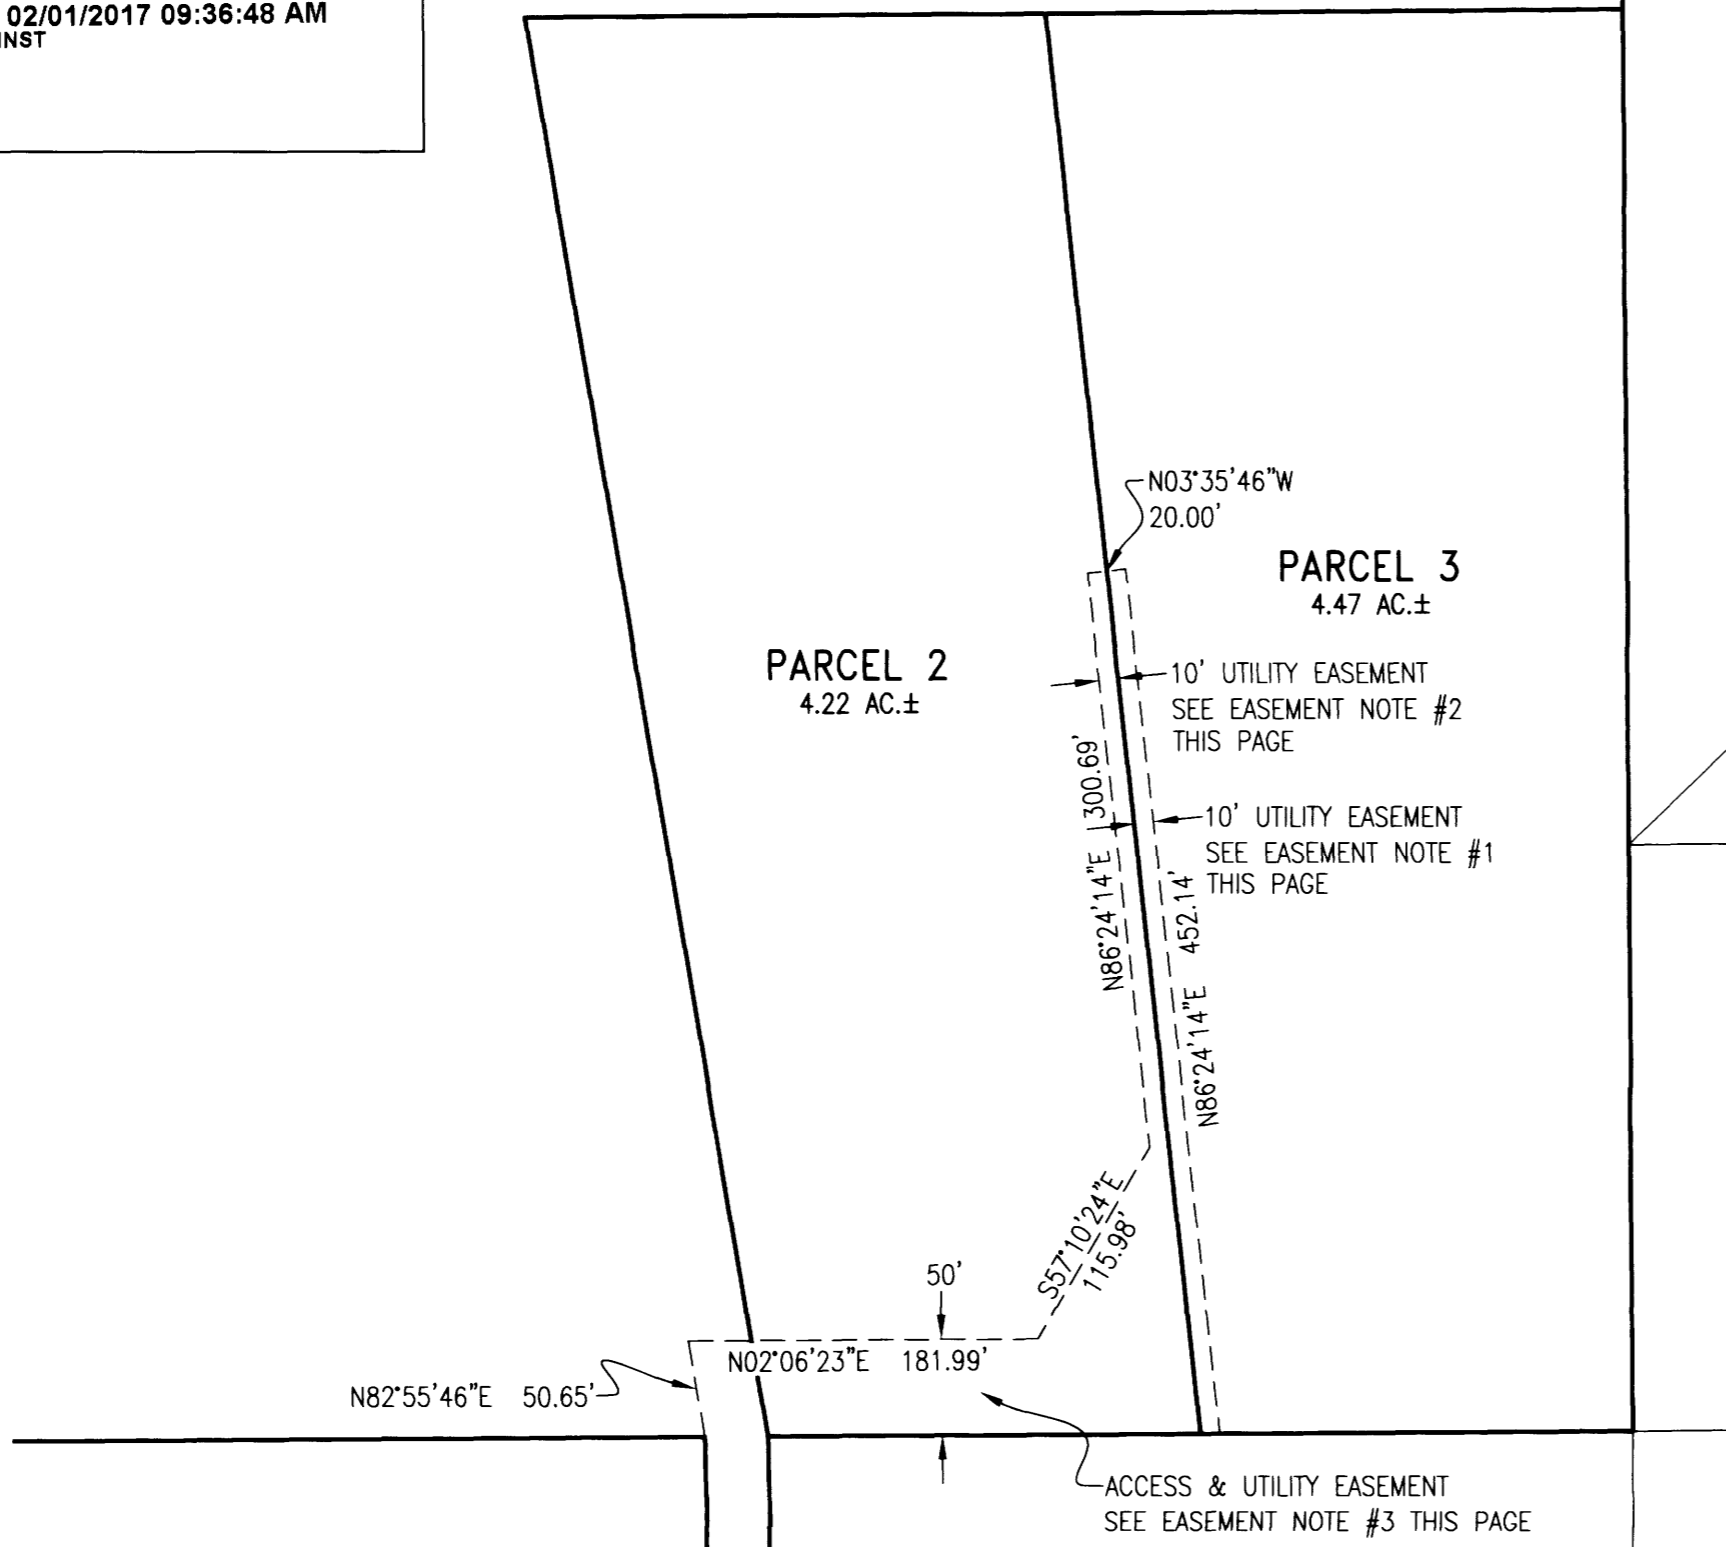 02/01/2017 09:36:48 AM
INST
N03°35'46"W
20.00'
PARCEL 3
4.47 AC.±
PARCEL 2
4.22 AC.±
10' UTILITY EASEMENT
SEE EASEMENT NOTE #2
THIS PAGE
N86°24'14"E 300.69'
10' UTILITY EASEMENT
SEE EASEMENT NOTE #1
THIS PAGE
N86°24'14"E 452.14'
S57°10'24"E
115.98'
50'
N02°06'23"E 181.99'
N82°55'46"E 50.65'
ACCESS & UTILITY EASEMENT
SEE EASEMENT NOTE #3 THIS PAGE